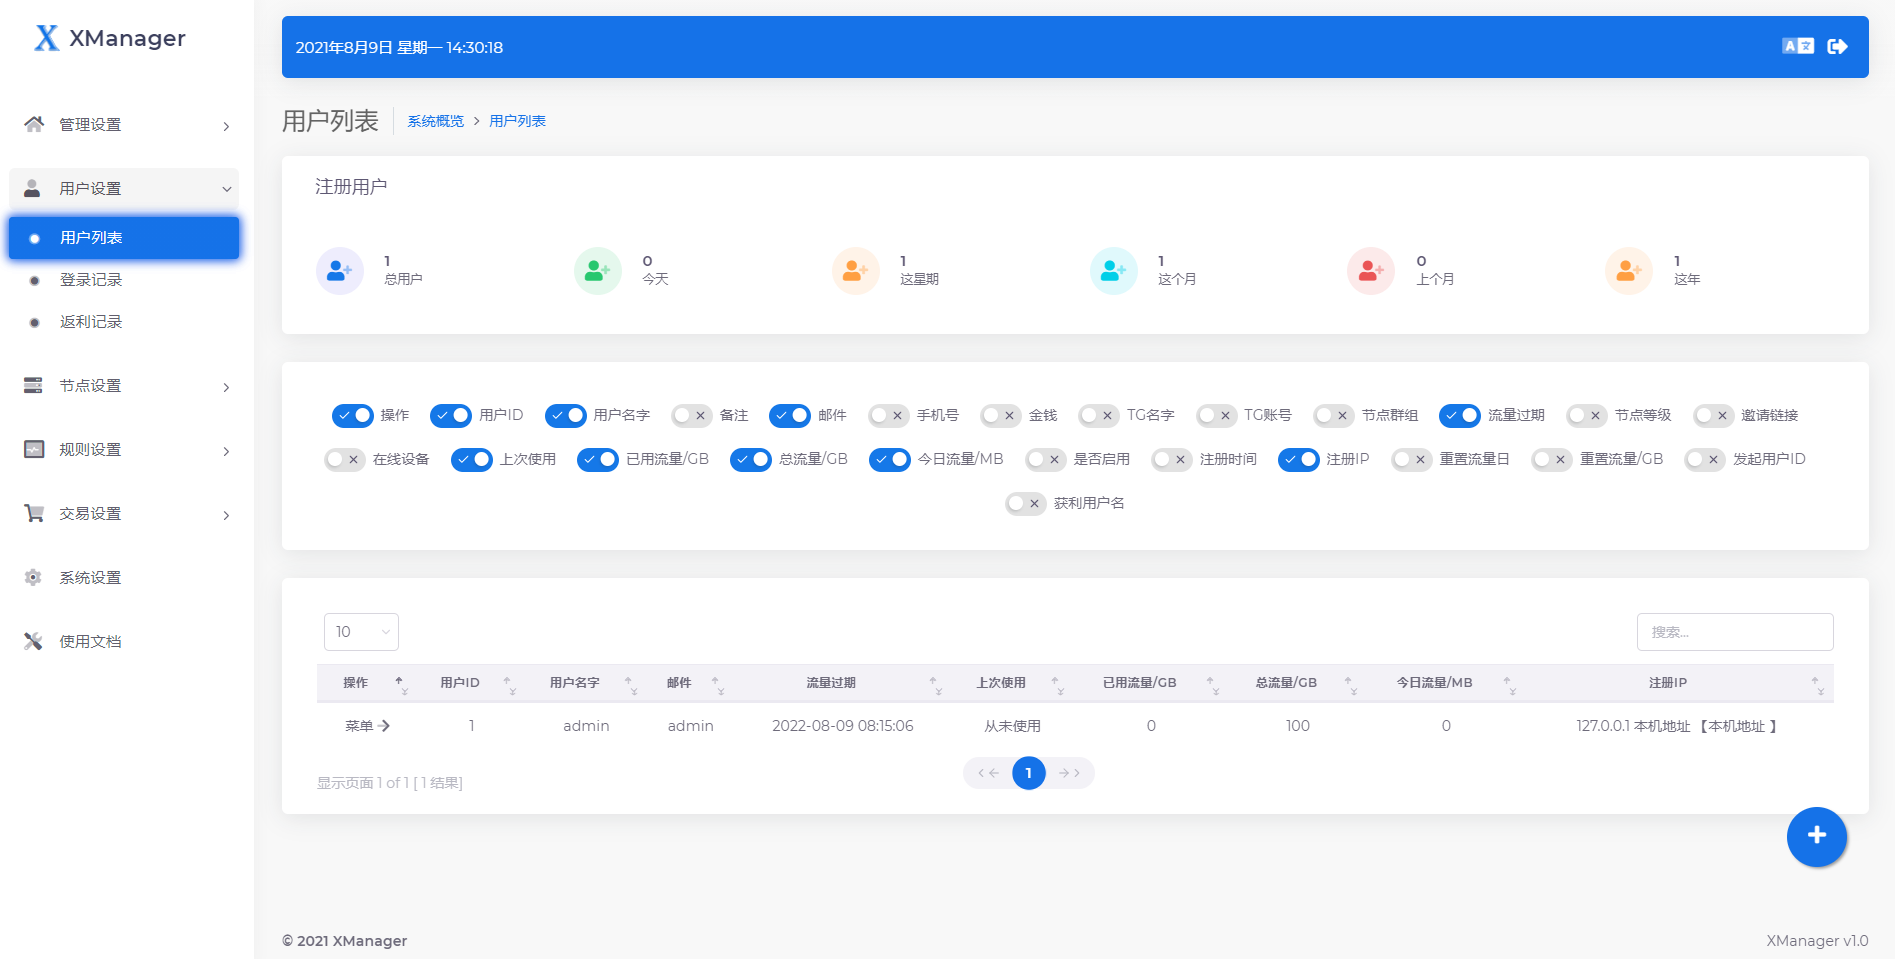 XManager
管理设置
用户设置
用户列表
登录记录
返利记录
节点设置
规则设置
交易设置
系统设置
使用文档
2021年8月9日 星期一 14:30:18
用户列表 系统概览 > 用户列表
注册用户
1 总用户
0 今天
1 这星期
1 这个月
0 上个月
1 这年
操作 用户ID 用户名字 备注 邮件 手机号 金钱 TG名字 TG账号 节点群组 流量过期 节点等级 邀请链接
在线设备 上次使用 已用流量/GB 总流量/GB 今日流量/MB 是否启用 注册时间 注册IP 重置流量日 重置流量/GB 发起用户ID
获利用户名
10 搜索...
操作 用户ID 用户名字 邮件 流量过期 上次使用 已用流量/GB 总流量/GB 今日流量/MB 注册IP
菜单 1 admin admin 2022-08-09 08:15:06 从未使用 0 100 0 127.0.0.1 本机地址 【本机地址 】
显示页面 1 of 1 [ 1 结果]
1
© 2021 XManager
XManager v1.0